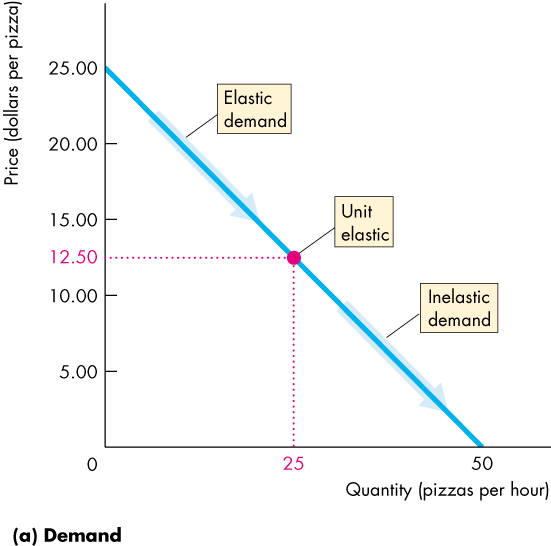 Price (dollars per pizza)
25.00
20.00
15.00
12.50
10.00
5.00
0
25
50
Elastic
demand
Unit
elastic
Inelastic
demand
Quantity (pizzas per hour)
(a) Demand